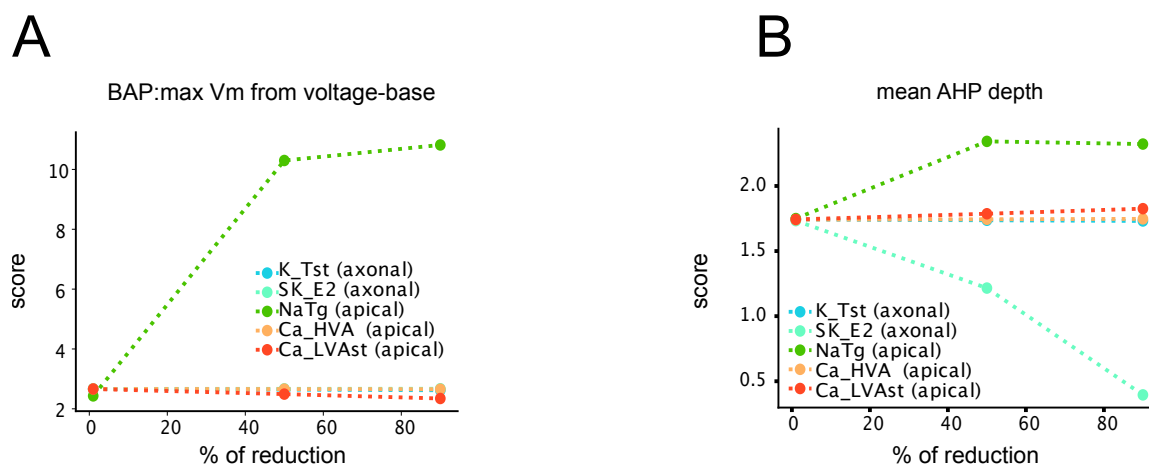 A
BAP:max Vm from voltage-base
score
10
8
6
4
2
K_Tst (axonal)
SK_E2 (axonal)
NaTg (apical)
Ca_HVA (apical)
Ca_LVAst (apical)
0
20
40
60
80
% of reduction
B
mean AHP depth
score
2.0
1.5
1.0
0.5
K_Tst (axonal)
SK_E2 (axonal)
NaTg (apical)
Ca_HVA (apical)
Ca_LVAst (apical)
0
20
40
60
80
% of reduction